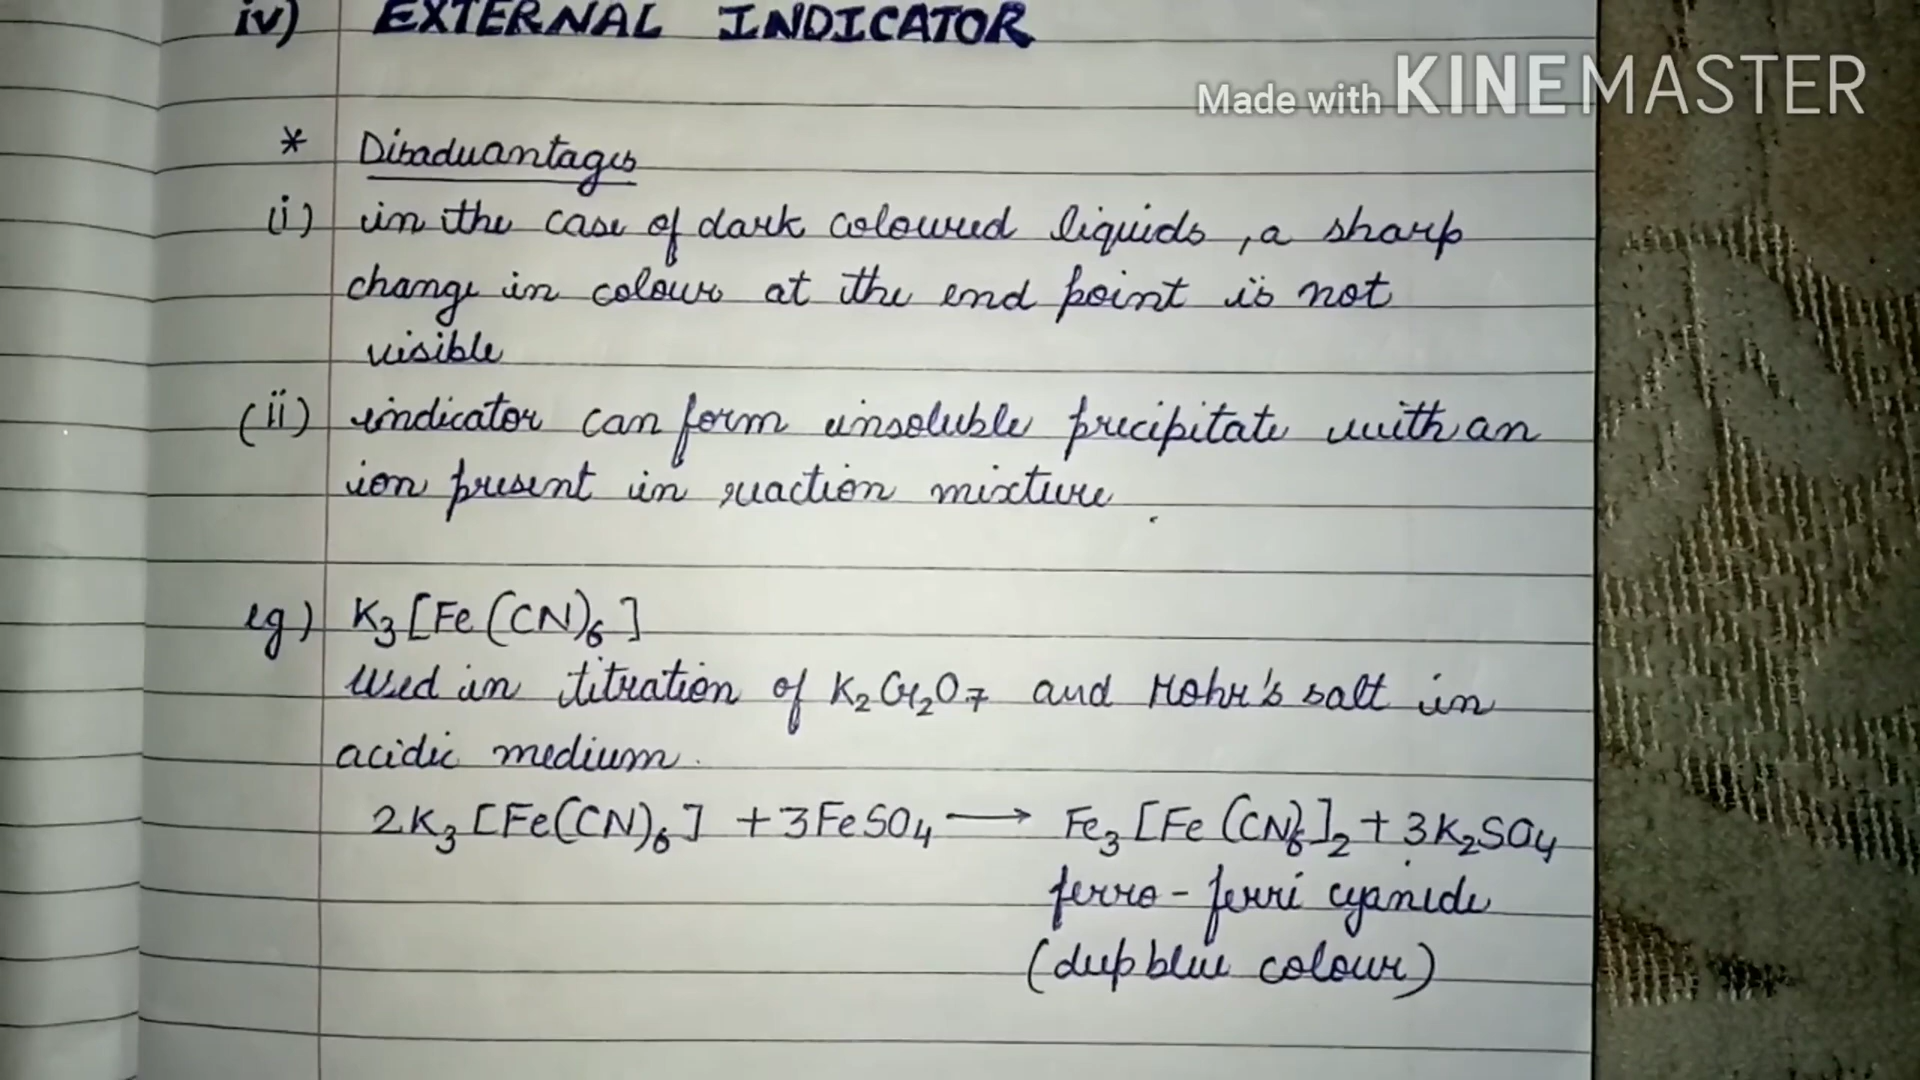 iv) EXTERNAL INDICATOR
Made with KINEMASTER
* Disadvantages
(i) in the case of dark coloured liquids, a sharp
change in colour at the end point is not
visible
(ii) indicator can form insoluble precipitate with an
ion present in reaction mixture.
eg) K₃[Fe(CN)₆]
Used in titration of K₂Cr₂O₇ and Mohr's salt in
acidic medium.
2K₃[Fe(CN)₆] + 3FeSO₄ → Fe₃[Fe(CN)₆]₂ + 3K₂SO₄
ferro-ferri cyanide
(deep blue colour)